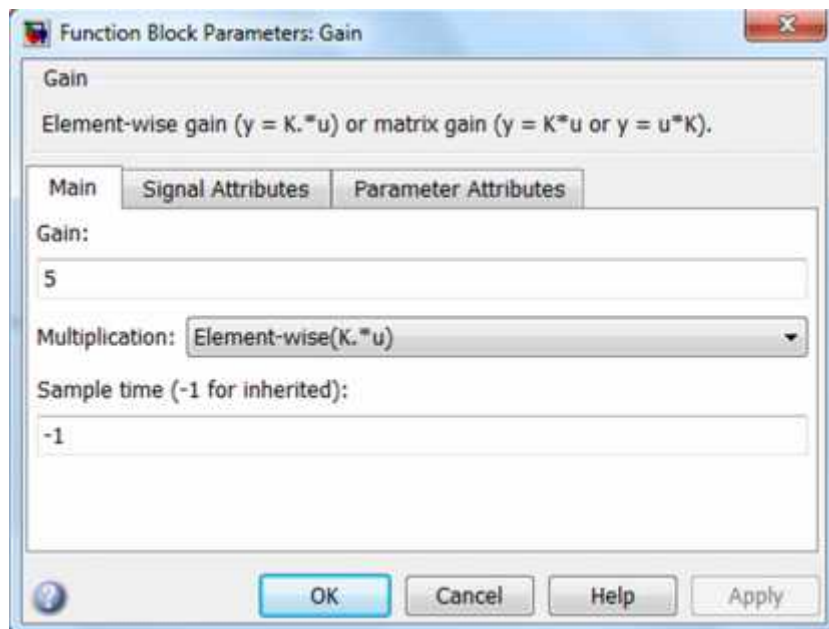 Function Block Parameters: Gain
Gain
Element-wise gain (y = K.*u) or matrix gain (y = K*u or y = u*K).
Main Signal Attributes Parameter Attributes
Gain:
5
Multiplication: Element-wise(K.*u)
Sample time (-1 for inherited):
-1
OK Cancel Help Apply